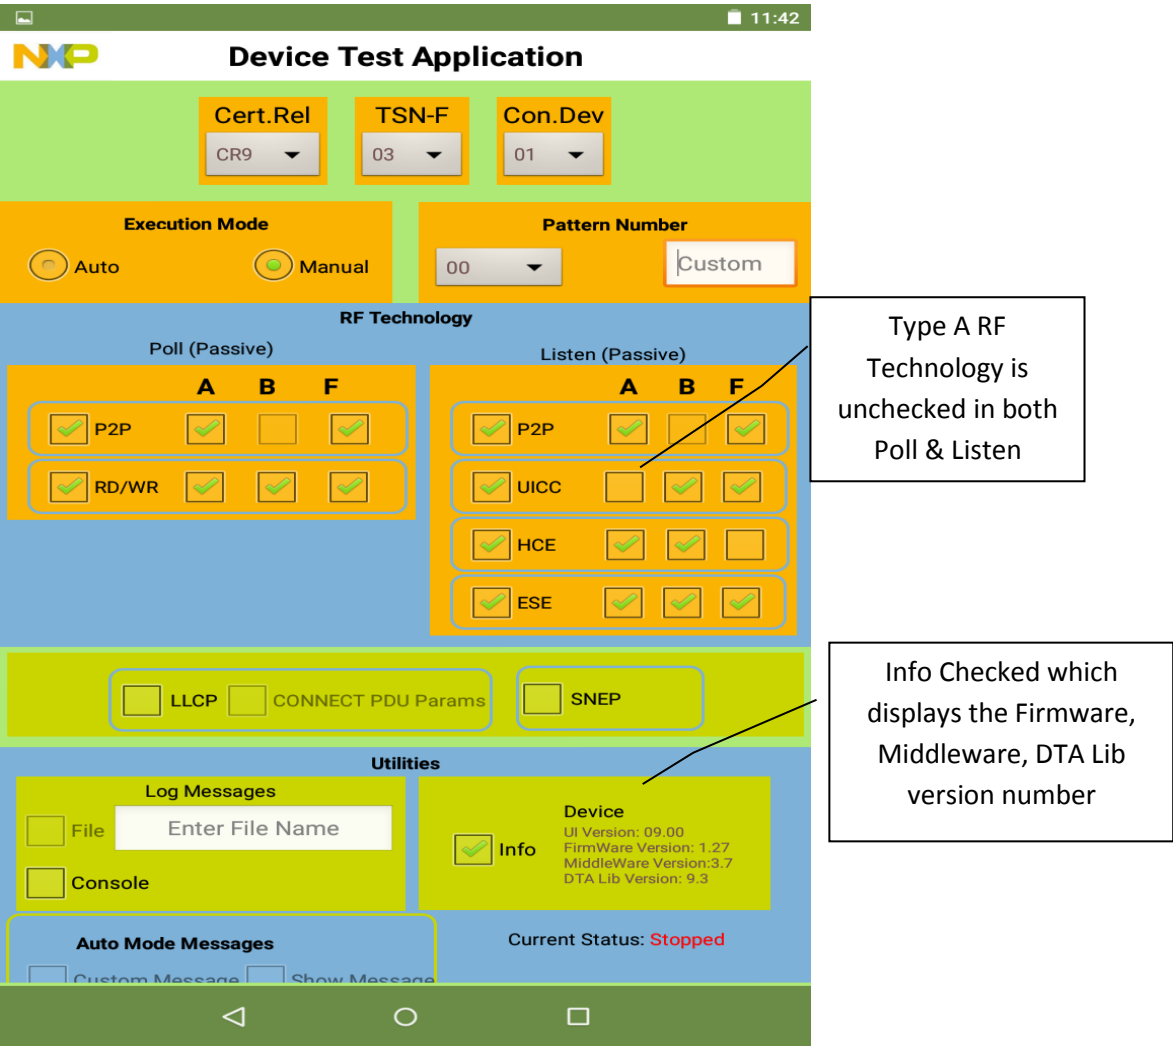 11:42
NXP Device Test Application
Cert.Rel TSN-F Con.Dev
CR9 03 01
Execution Mode
Auto Manual
Pattern Number
00 Custom
RF Technology
Poll (Passive)
A B F
P2P
RD/WR
Listen (Passive)
A B F
P2P
UICC
HCE
ESE
Type A RF
Technology is
unchecked in both
Poll & Listen
LLCP CONNECT PDU Params SNEP
Info Checked which
displays the Firmware,
Middleware, DTA Lib
version number
Utilities
Log Messages
File Enter File Name
Console
Info
Device
UI Version: 09.00
FirmWare Version: 1.27
MiddleWare Version:3.7
DTA Lib Version: 9.3
Auto Mode Messages
Custom Message Show Message
Current Status: Stopped